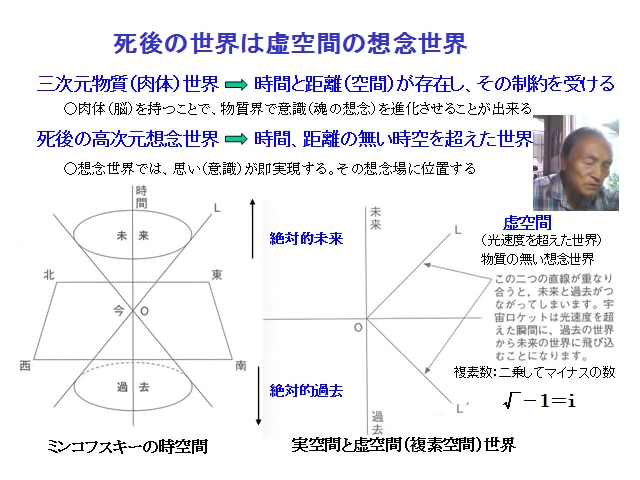 死後の世界は虚空間の想念世界
三次元物質（肉体）世界 ➡ 時間と距離（空間）が存在し、その制約を受ける
○肉体（脳）を持つことで、物質界で意識（魂の想念）を進化させることが出来る
死後の高次元想念世界 ➡ 時間、距離の無い時空を超えた世界
○想念世界では、思い（意識）が即実現する。その想念場に位置する
時間
L
未来
北
東
今
O
西
南
過去
ミンコフスキーの時空間
絶対的未来
絶対的過去
未来
L
O
L´
過去
実空間と虚空間（複素空間）世界
虚空間
（光速度を超えた世界）
物質の無い想念世界
この二つの直線が重なり
合うと、未来と過去がつ
ながってしまいます。宇
宙ロケットは光速度を超
えた瞬間に、過去の世界
から未来の世界に飛び込
むことになります。
複素数：二乗してマイナスの数
√－1＝i